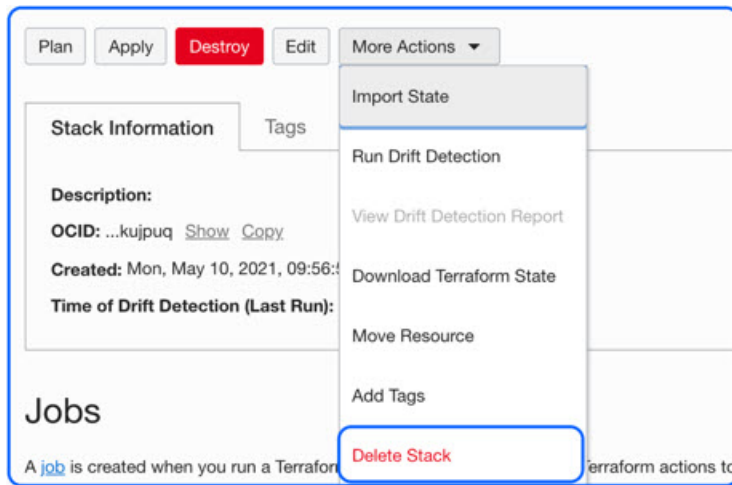 Plan Apply Destroy Edit More Actions
Import State
Stack Information Tags
Run Drift Detection
Description:
View Drift Detection Report
OCID: ...kujpuq Show Copy
Created: Mon, May 10, 2021, 09:56:
Download Terraform State
Time of Drift Detection (Last Run):
Move Resource
Add Tags
Jobs
Delete Stack
A job is created when you run a Terraform actions to